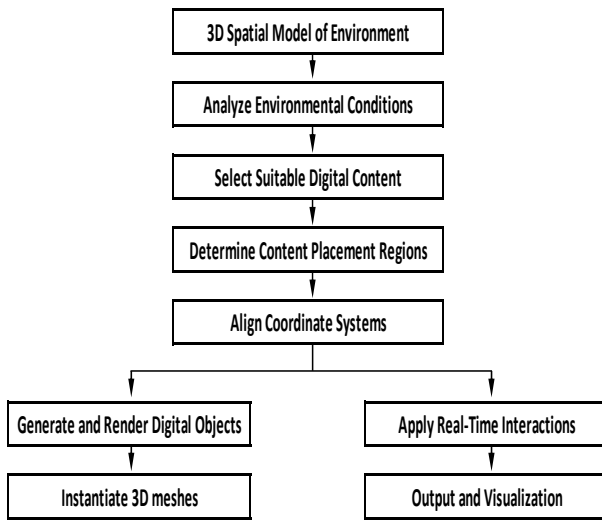 3D Spatial Model of Environment
Analyze Environmental Conditions
Select Suitable Digital Content
Determine Content Placement Regions
Align Coordinate Systems
Generate and Render Digital Objects
Apply Real-Time Interactions
Instantiate 3D meshes
Output and Visualization